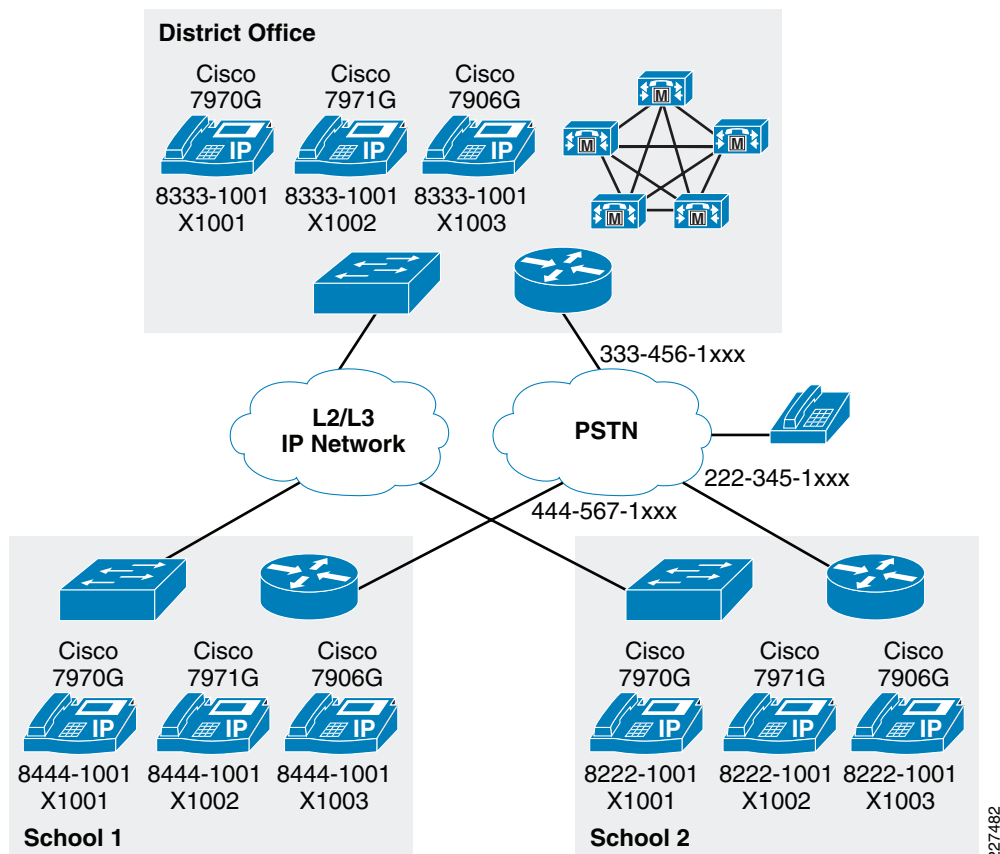 District Office
Cisco 7970G
Cisco 7971G
Cisco 7906G
IP
IP
IP
M
M
M
M
M
8333-1001 X1001
8333-1001 X1002
8333-1001 X1003
333-456-1xxx
L2/L3
IP Network
PSTN
222-345-1xxx
444-567-1xxx
Cisco 7970G
Cisco 7971G
Cisco 7906G
IP
IP
IP
8444-1001 X1001
8444-1001 X1002
8444-1001 X1003
School 1
Cisco 7970G
Cisco 7971G
Cisco 7906G
IP
IP
IP
8222-1001 X1001
8222-1001 X1002
8222-1001 X1003
School 2
227482